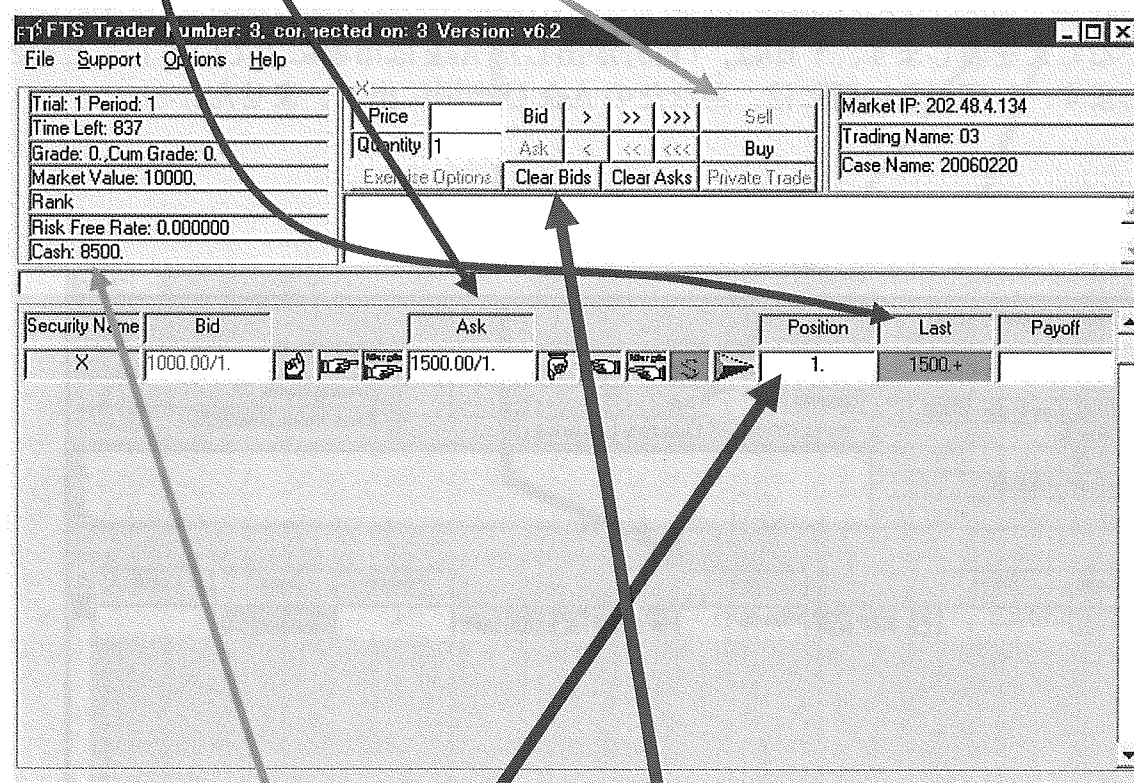 FTS FTS Trader Number: 3, connected on: 3 Version: v6.2
File Support Options Help
Trial: 1 Period: 1
Time Left: 837
Grade: 0.,Cum Grade: 0.
Market Value: 10000.
Rank
Risk Free Rate: 0.000000
Cash: 8500.
X
Price Bid > >> >>> Sell
Quantity 1 Ask < << <<< Buy
Exercise Options Clear Bids Clear Asks Private Trade
Market IP: 202.48.4.134
Trading Name: 03
Case Name: 20060220
Security Name Bid Ask Position Last Payoff
X 1000.00/1. Margin 1500.00/1. Margin S 1. 1500.+